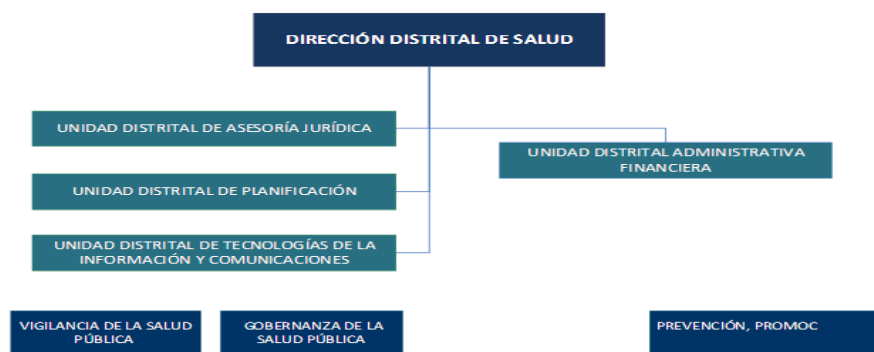 DIRECCIÓN DISTRITAL DE SALUD
UNIDAD DISTRITAL DE ASESORÍA JURÍDICA
UNIDAD DISTRITAL ADMINISTRATIVA
FINANCIERA
UNIDAD DISTRITAL DE PLANIFICACIÓN
UNIDAD DISTRITAL DE TECNOLOGÍAS DE LA
INFORMACIÓN Y COMUNICACIONES
VIGILANCIA DE LA SALUD
PÚBLICA
GOBERNANZA DE LA
SALUD PÚBLICA
PREVENCIÓN, PROMOC